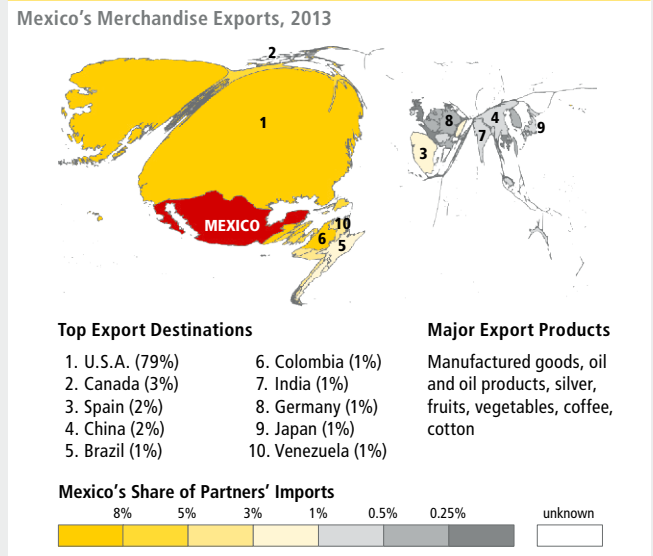 Mexico's Merchandise Exports, 2013
2
1
8
4
9
7
3
MEXICO
10
6
5
Top Export Destinations
1. U.S.A. (79%)
2. Canada (3%)
3. Spain (2%)
4. China (2%)
5. Brazil (1%)
6. Colombia (1%)
7. India (1%)
8. Germany (1%)
9. Japan (1%)
10. Venezuela (1%)
Major Export Products
Manufactured goods, oil
and oil products, silver,
fruits, vegetables, coffee,
cotton
Mexico's Share of Partners' Imports
8% 5% 3% 1% 0.5% 0.25% unknown